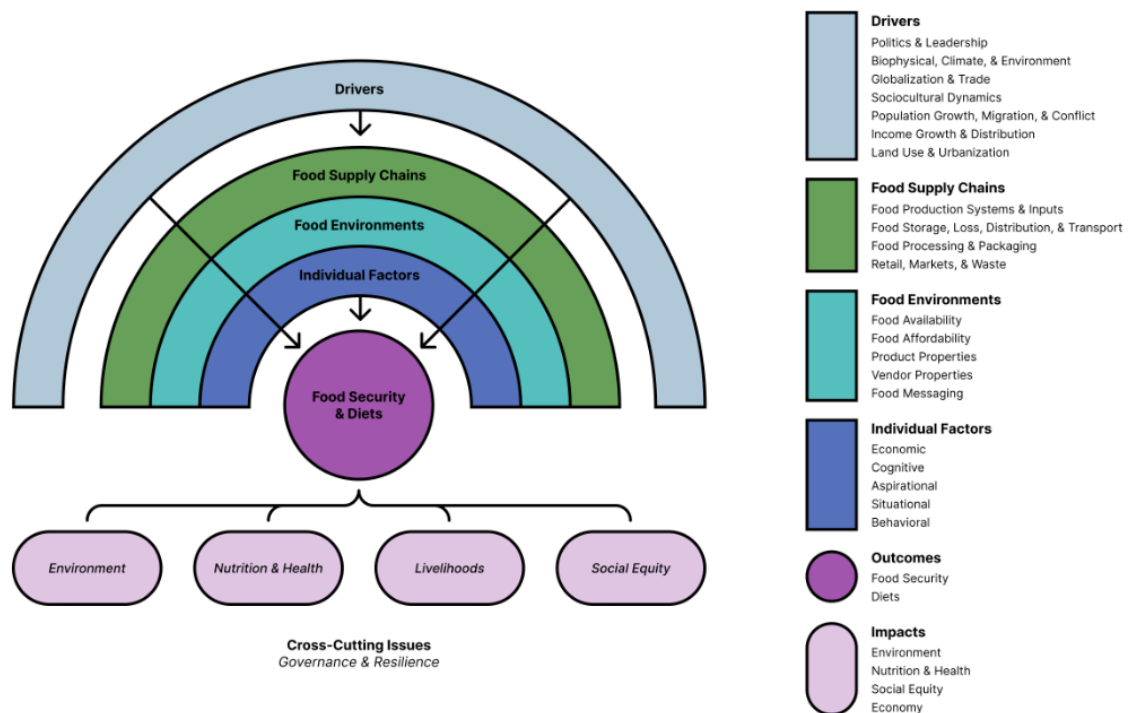 Drivers
Food Supply Chains
Food Environments
Individual Factors
Food Security
& Diets
Environment
Nutrition & Health
Livelihoods
Social Equity
Cross-Cutting Issues
Governance & Resilience
Drivers
Politics & Leadership
Biophysical, Climate, & Environment
Globalization & Trade
Sociocultural Dynamics
Population Growth, Migration, & Conflict
Income Growth & Distribution
Land Use & Urbanization
Food Supply Chains
Food Production Systems & Inputs
Food Storage, Loss, Distribution, & Transport
Food Processing & Packaging
Retail, Markets, & Waste
Food Environments
Food Availability
Food Affordability
Product Properties
Vendor Properties
Food Messaging
Individual Factors
Economic
Cognitive
Aspirational
Situational
Behavioral
Outcomes
Food Security
Diets
Impacts
Environment
Nutrition & Health
Social Equity
Economy